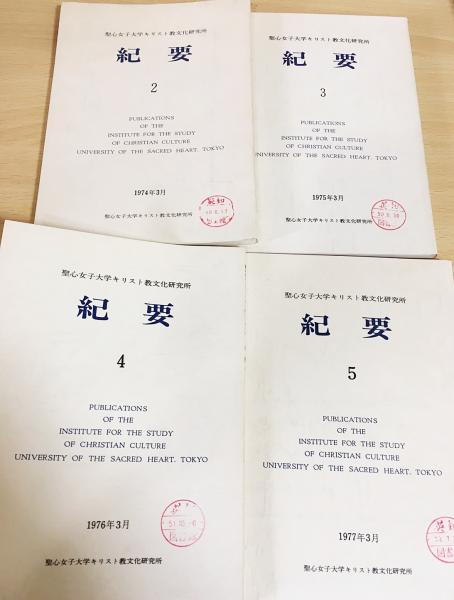 聖心女子大学キリスト教文化研究所
紀要
2
PUBLICATIONS
OF THE
INSTITUTE FOR THE STUDY
OF CHRISTIAN CULTURE
UNIVERSITY OF THE SACRED HEART. TOKYO
1974年3月
聖心女子大学キリスト教文化研究所
聖心女子大学キリスト教文化研究所
紀要
3
PUBLICATIONS
OF THE
INSTITUTE FOR THE STUDY
OF CHRISTIAN CULTURE
UNIVERSITY OF THE SACRED HEART. TOKYO
1975年3月
聖心女子大学キリスト教文化研究所
聖心女子大学キリスト教文化研究所
紀要
4
PUBLICATIONS
OF THE
INSTITUTE FOR THE STUDY
OF CHRISTIAN CULTURE
UNIVERSITY OF THE SACRED HEART. TOKYO
1976年3月
聖心女子大学キリスト教文化研究所
聖心女子大学キリスト教文化研究所
紀要
5
PUBLICATIONS
OF THE
INSTITUTE FOR THE STUDY
OF CHRISTIAN CULTURE
UNIVERSITY OF THE SACRED HEART. TOKYO
1977年3月
聖心女子大学キリスト教文化研究所